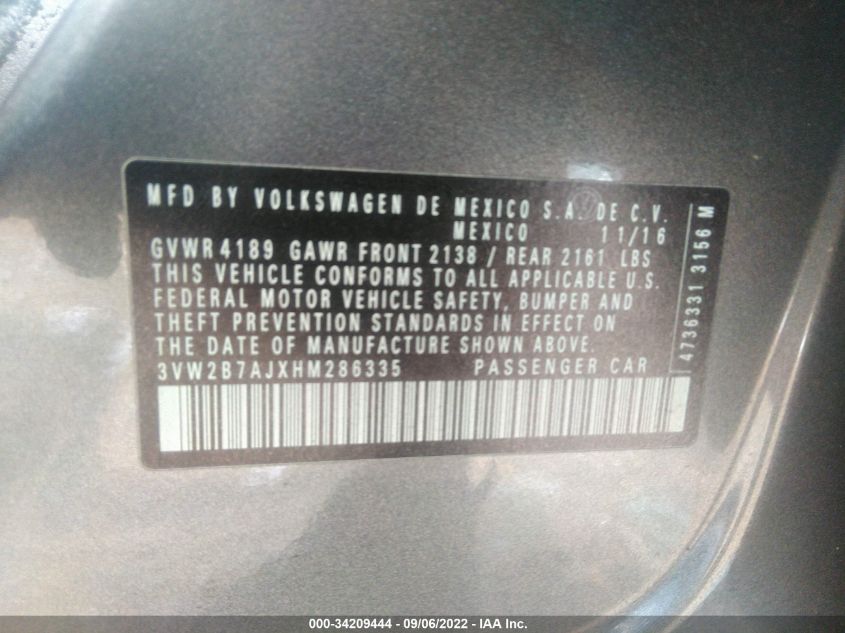 MFD BY VOLKSWAGEN DE MEXICO S.A. DE C.V.
MEXICO 11/16
GVWR 4189 GAWR FRONT 2138 / REAR 2161 LBS
THIS VEHICLE CONFORMS TO ALL APPLICABLE U.S.
FEDERAL MOTOR VEHICLE SAFETY, BUMPER AND
THEFT PREVENTION STANDARDS IN EFFECT ON
THE DATE OF MANUFACTURE SHOWN ABOVE.
3VW2B7AJXHM286335 PASSENGER CAR
4736331 3156 M
000-34209444 - 09/06/2022 - IAA Inc.